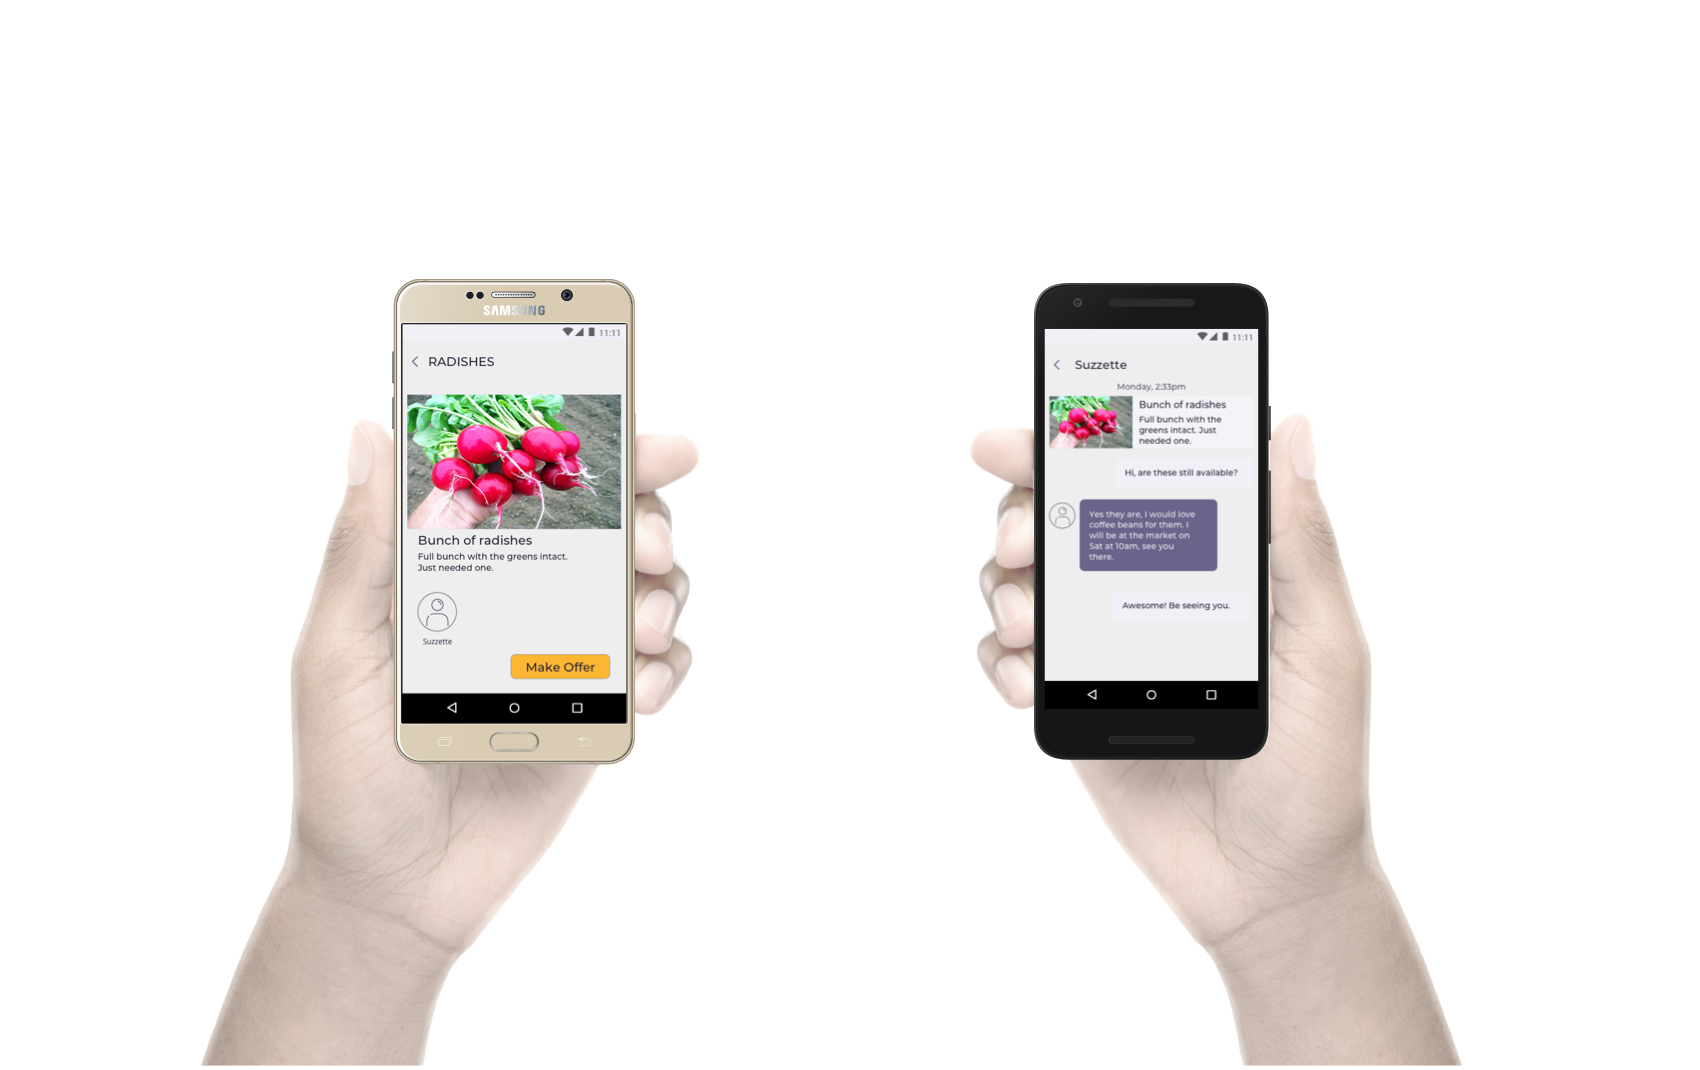 SAMSUNG
11:11
RADISHES
Bunch of radishes
Full bunch with the greens intact.
Just needed one.
Suzzette
Make Offer
11:11
Suzzette
Monday, 2:33pm
Bunch of radishes
Full bunch with the
greens intact. Just
needed one.
Hi, are these still available?
Yes they are, I would love
coffee beans for them. I
will be at the market on
Sat at 10am, see you
there.
Awesome! Be seeing you.